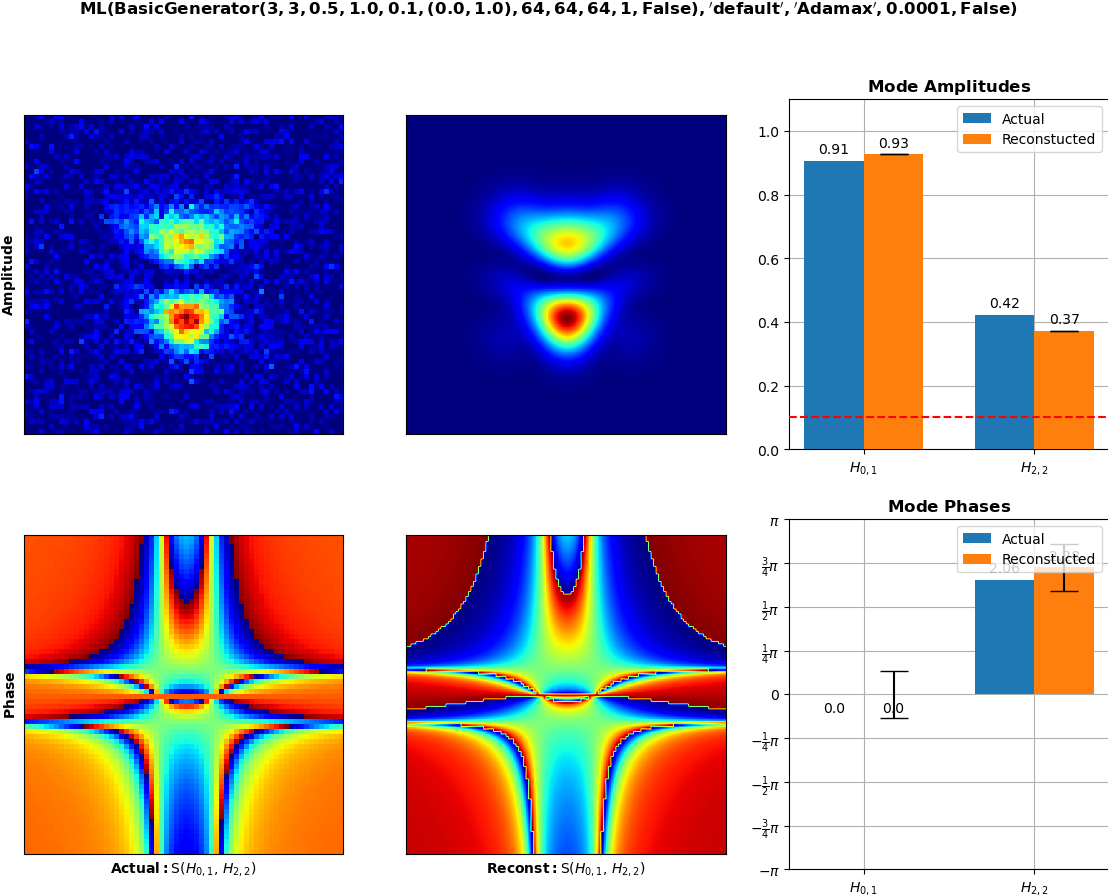 ML(BasicGenerator(3, 3, 0.5, 1.0, 0.1, (0.0, 1.0), 64, 64, 64, 1, False), ′default′, ′Adamax′, 0.0001, False)
Amplitude
Mode Amplitudes
Actual
Reconstucted
0.91
0.93
0.42
0.37
1.0
0.8
0.6
0.4
0.2
0.0
H0, 1
H2, 2
Phase
Actual: S(H0, 1, H2, 2)
Reconst: S(H0, 1, H2, 2)
Mode Phases
Actual
Reconstucted
2.06
0.0
0.0
π
3/4π
1/2π
1/4π
0
−1/4π
−1/2π
−3/4π
−π
H0, 1
H2, 2